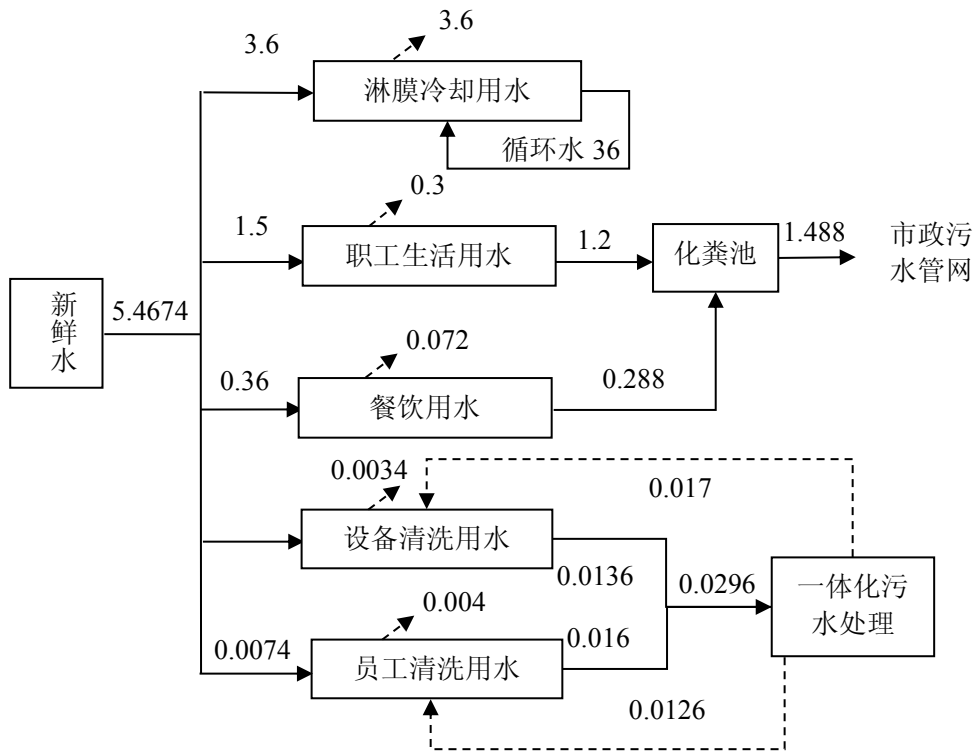 3.6
3.6
淋膜冷却用水
循环水 36
0.3
1.5
职工生活用水
1.2
化粪池
1.488
市政污
水管网
新
鲜
水
5.4674
0.072
0.36
餐饮用水
0.288
0.0034
0.017
设备清洗用水
0.0136
0.0296
一体化污
水处理
0.004
0.0074
员工清洗用水
0.016
0.0126